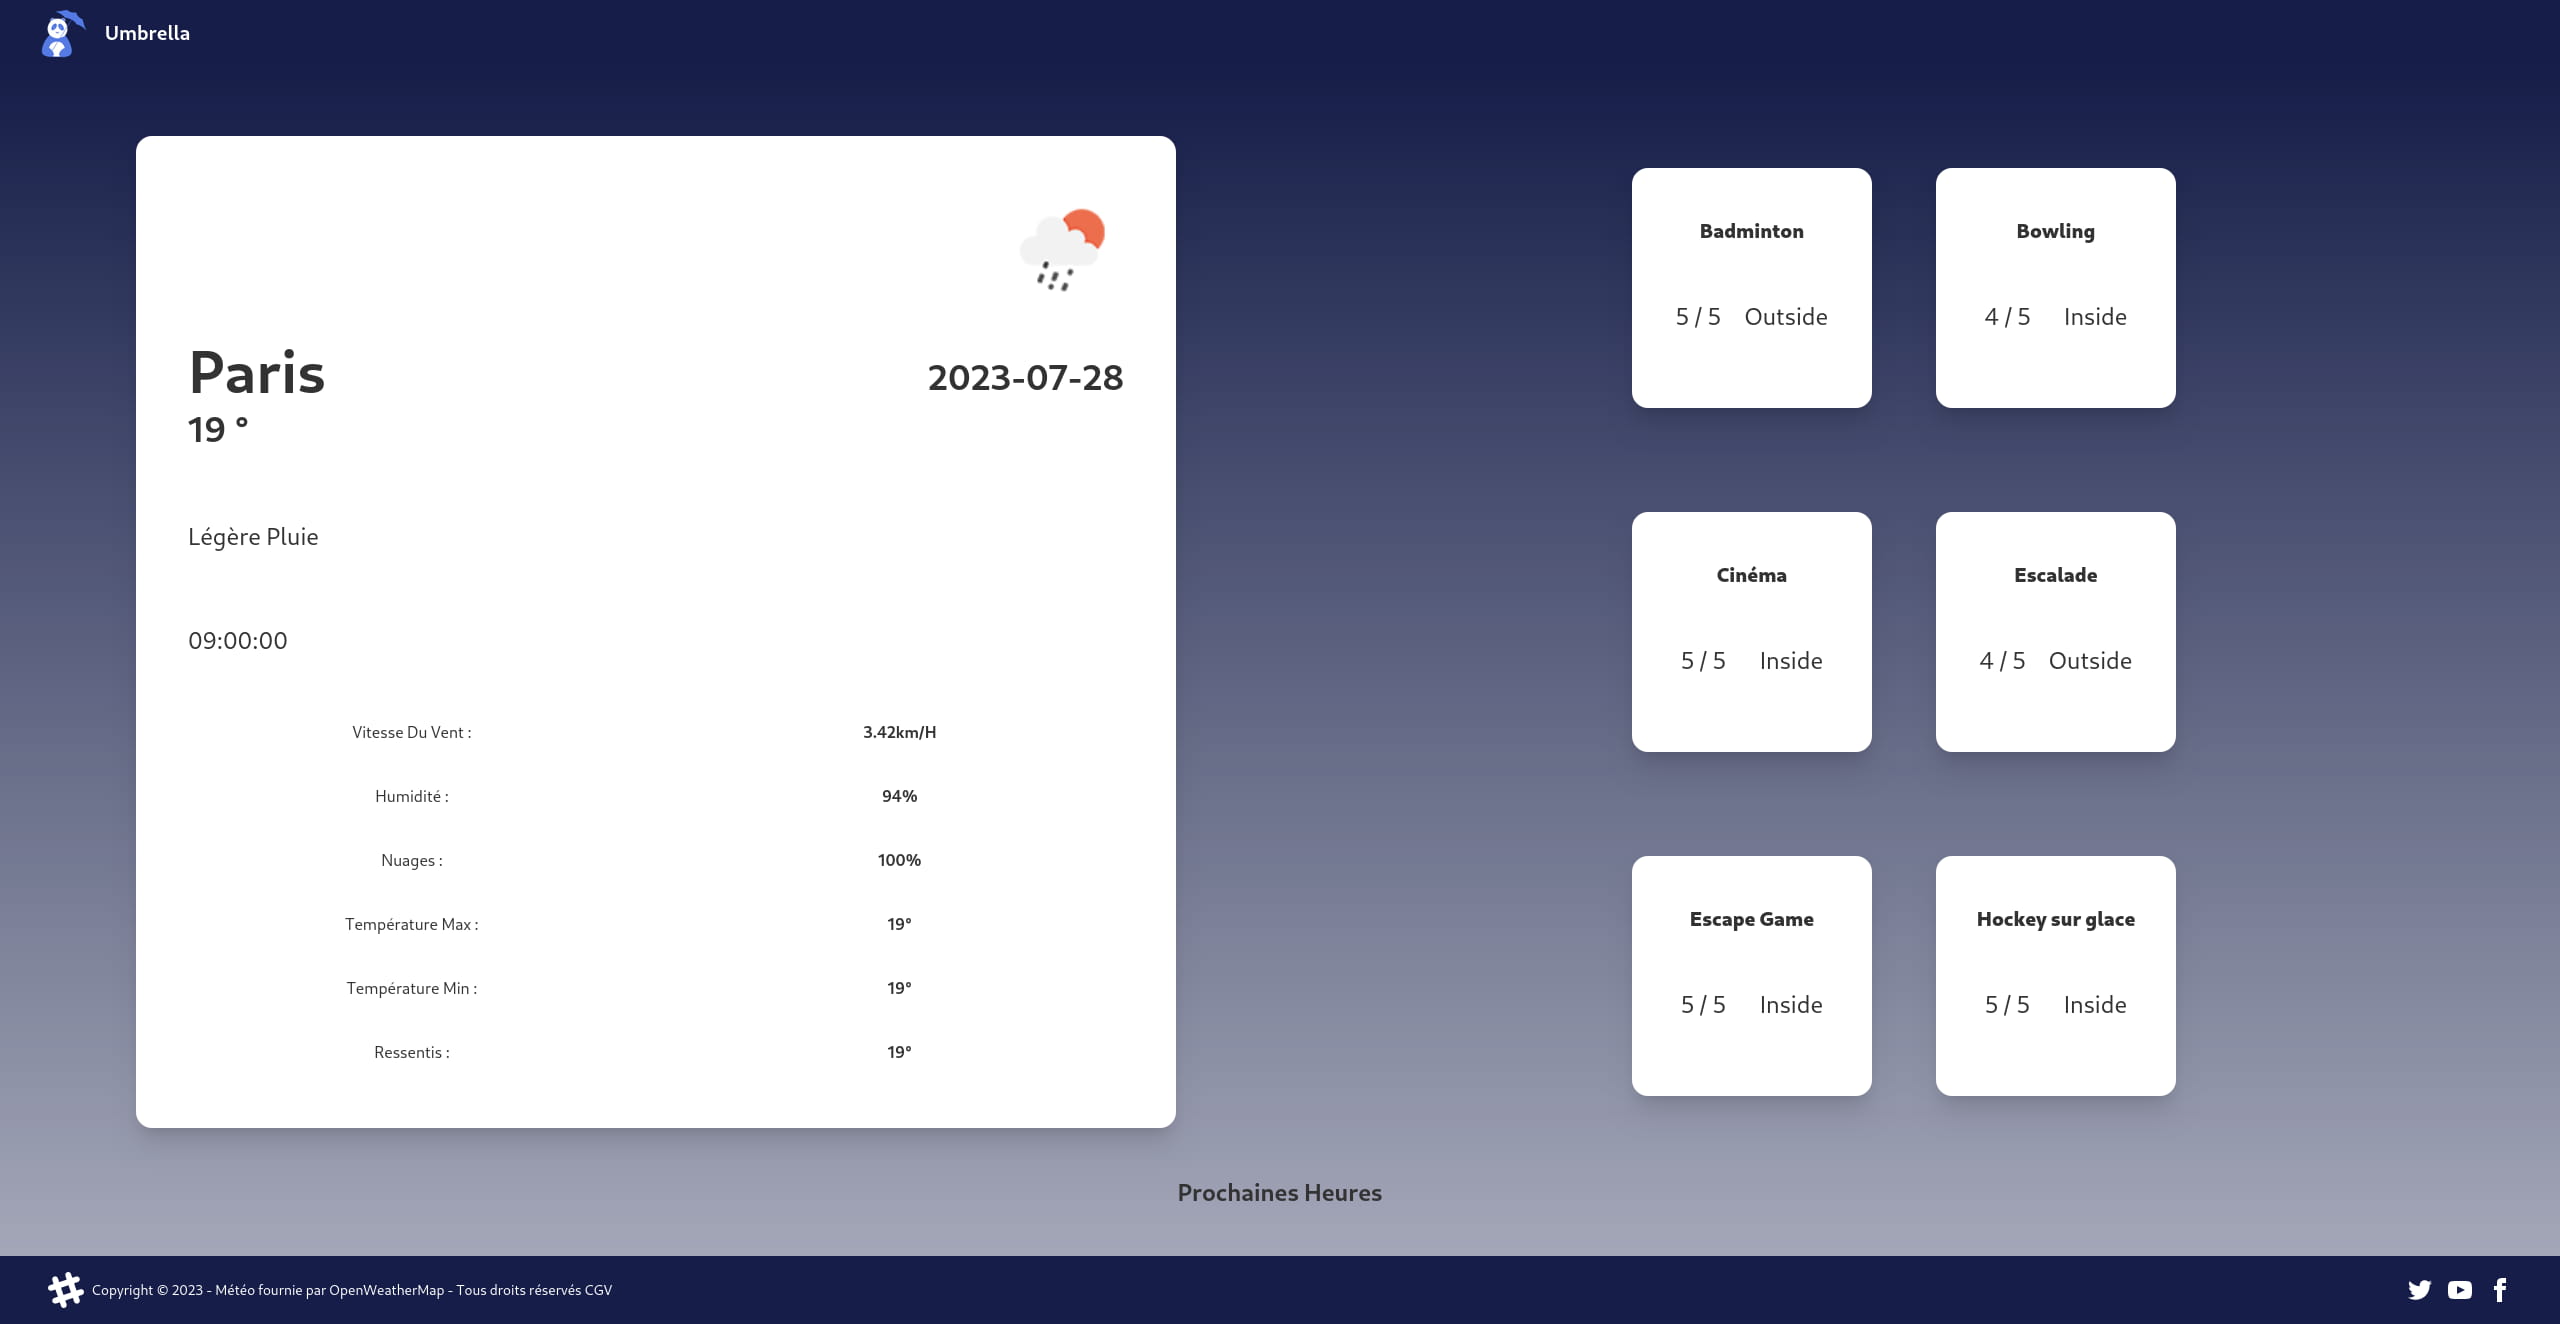 Umbrella
Paris
2023-07-28
19 °
Légère Pluie
09:00:00
Vitesse Du Vent : 3.42km/H
Humidité : 94%
Nuages : 100%
Température Max : 19°
Température Min : 19°
Ressentis : 19°
Badminton
5 / 5 Outside
Bowling
4 / 5 Inside
Cinéma
5 / 5 Inside
Escalade
4 / 5 Outside
Escape Game
5 / 5 Inside
Hockey sur glace
5 / 5 Inside
Prochaines Heures
Copyright © 2023 - Météo fournie par OpenWeatherMap - Tous droits réservés CGV